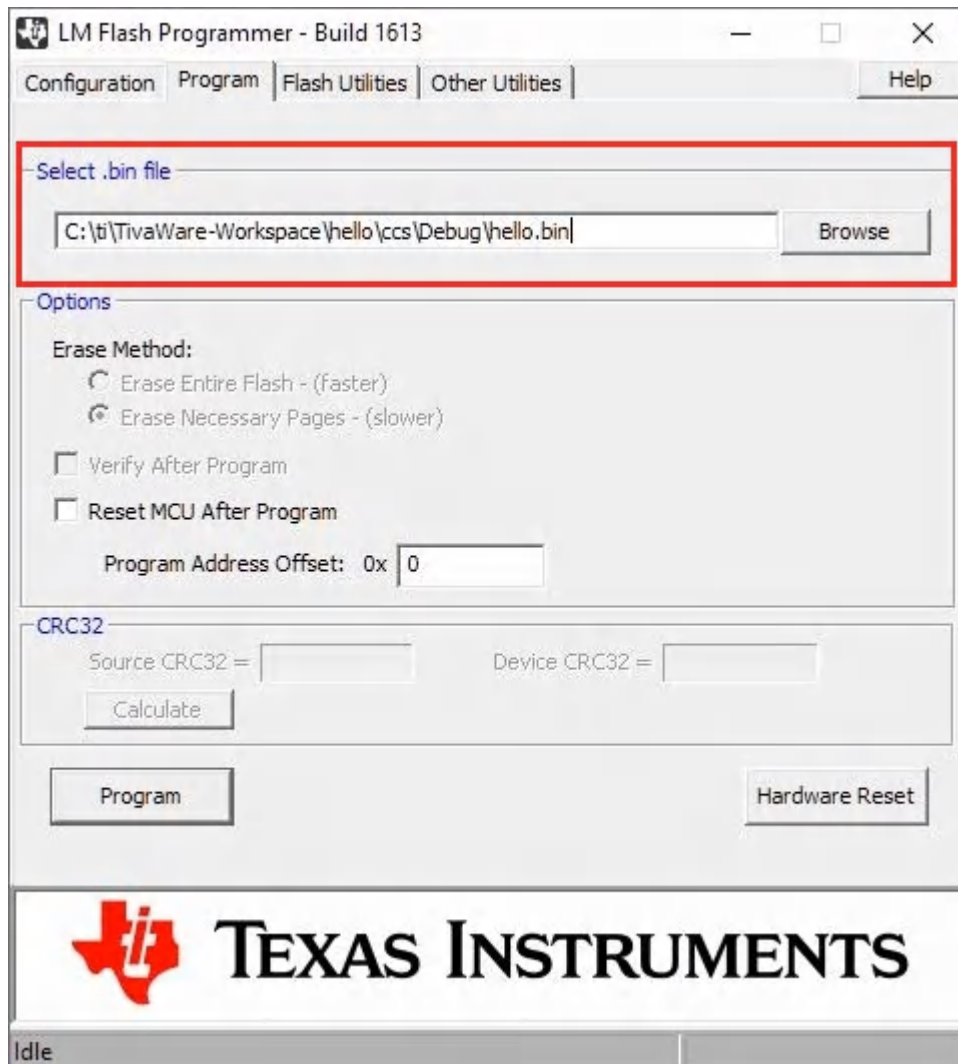 LM Flash Programmer - Build 1613
Configuration Program Flash Utilities Other Utilities Help
Select .bin file
C:\ti\TivaWare-Workspace\hello\ccs\Debug\hello.bin Browse
Options
Erase Method:
Erase Entire Flash - (faster)
Erase Necessary Pages - (slower)
Verify After Program
Reset MCU After Program
Program Address Offset: 0x 0
CRC32
Source CRC32 = Device CRC32 =
Calculate
Program Hardware Reset
TEXAS INSTRUMENTS
Idle